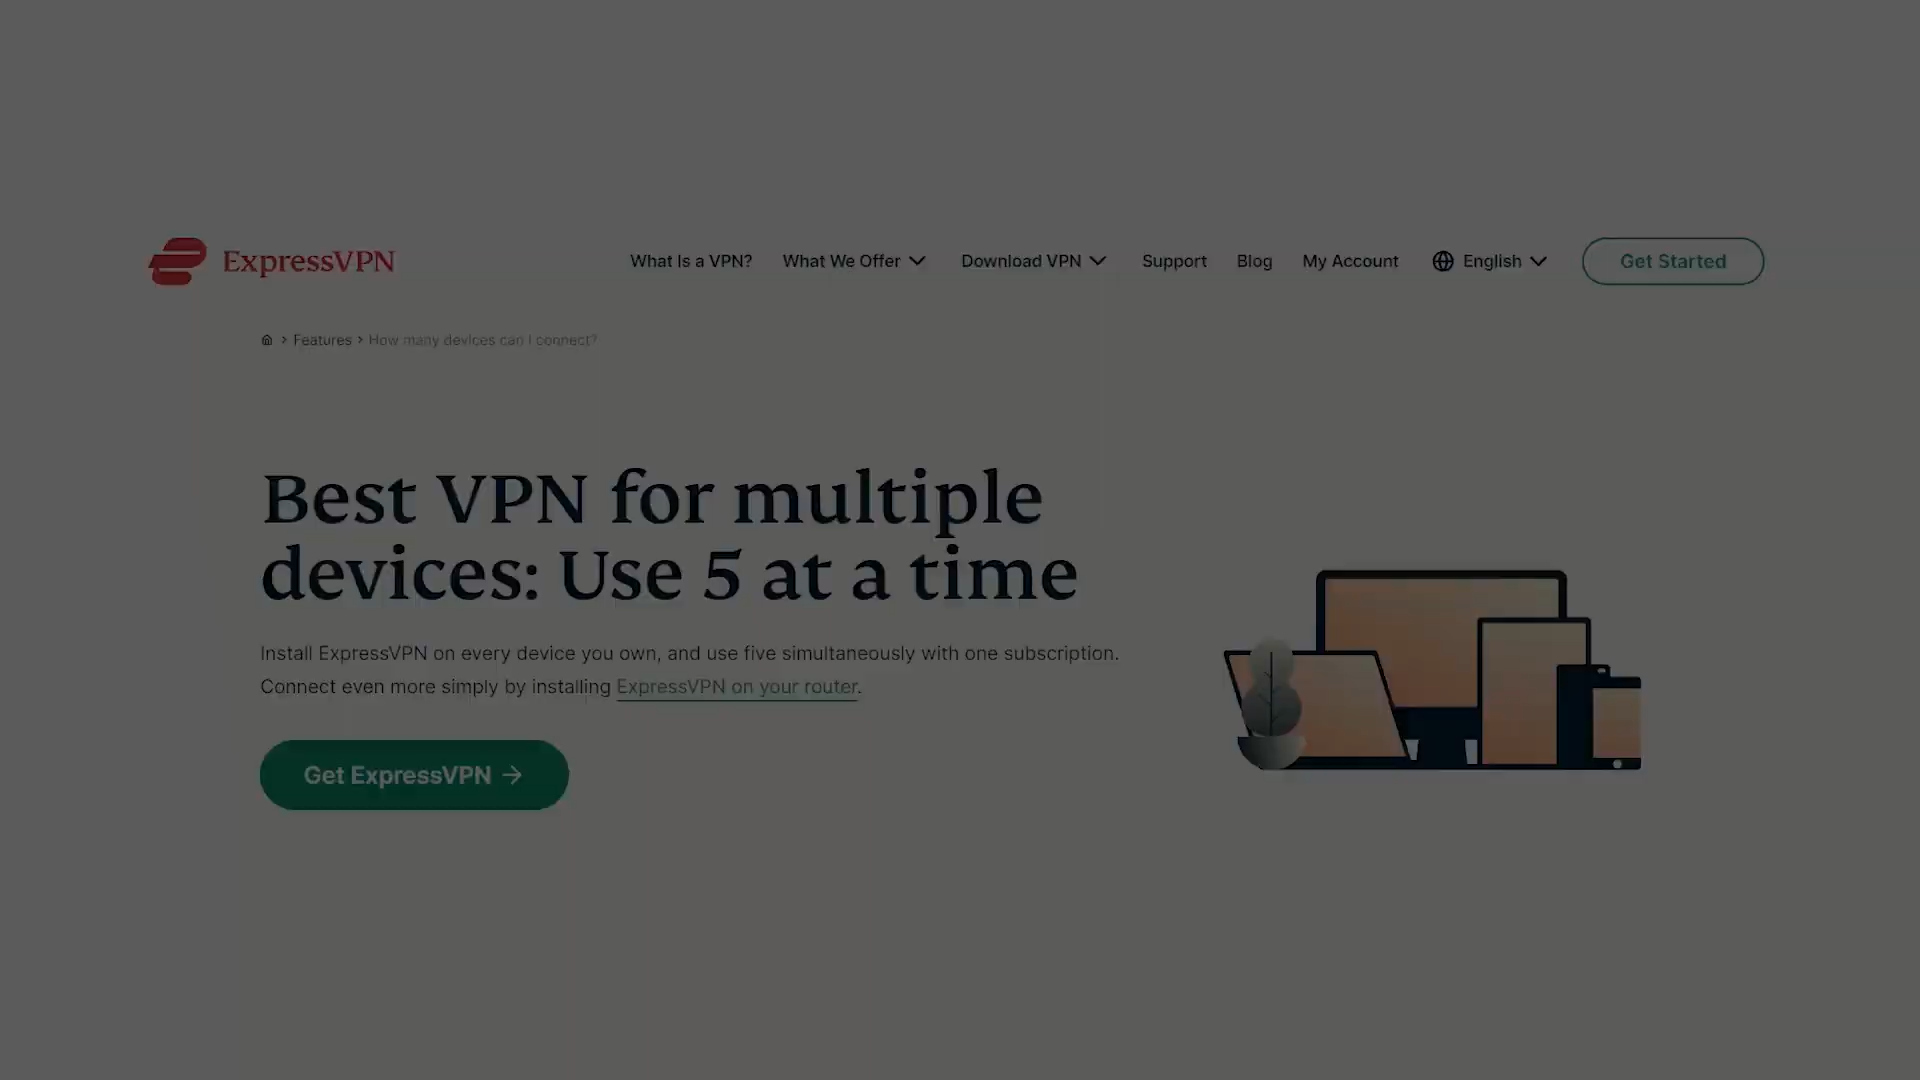 ExpressVPN
What Is a VPN? What We Offer Download VPN Support Blog My Account English Get Started
Features > How many devices can I connect?
Best VPN for multiple
devices: Use 5 at a time
Install ExpressVPN on every device you own, and use five simultaneously with one subscription.
Connect even more simply by installing ExpressVPN on your router.
Get ExpressVPN →